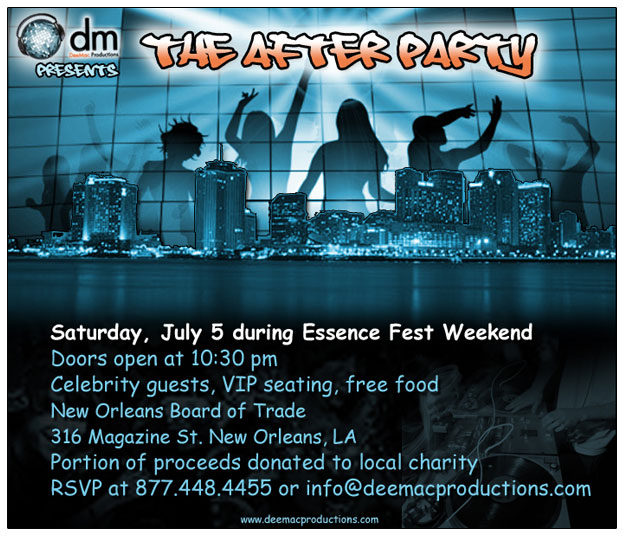 dm
DeeMac Productions
PRESENTS
THE AFTER PARTY
Saturday, July 5 during Essence Fest Weekend
Doors open at 10:30 pm
Celebrity guests, VIP seating, free food
New Orleans Board of Trade
316 Magazine St. New Orleans, LA
Portion of proceeds donated to local charity
RSVP at 877.448.4455 or info@deemacproductions.com
www.deemacproductions.com